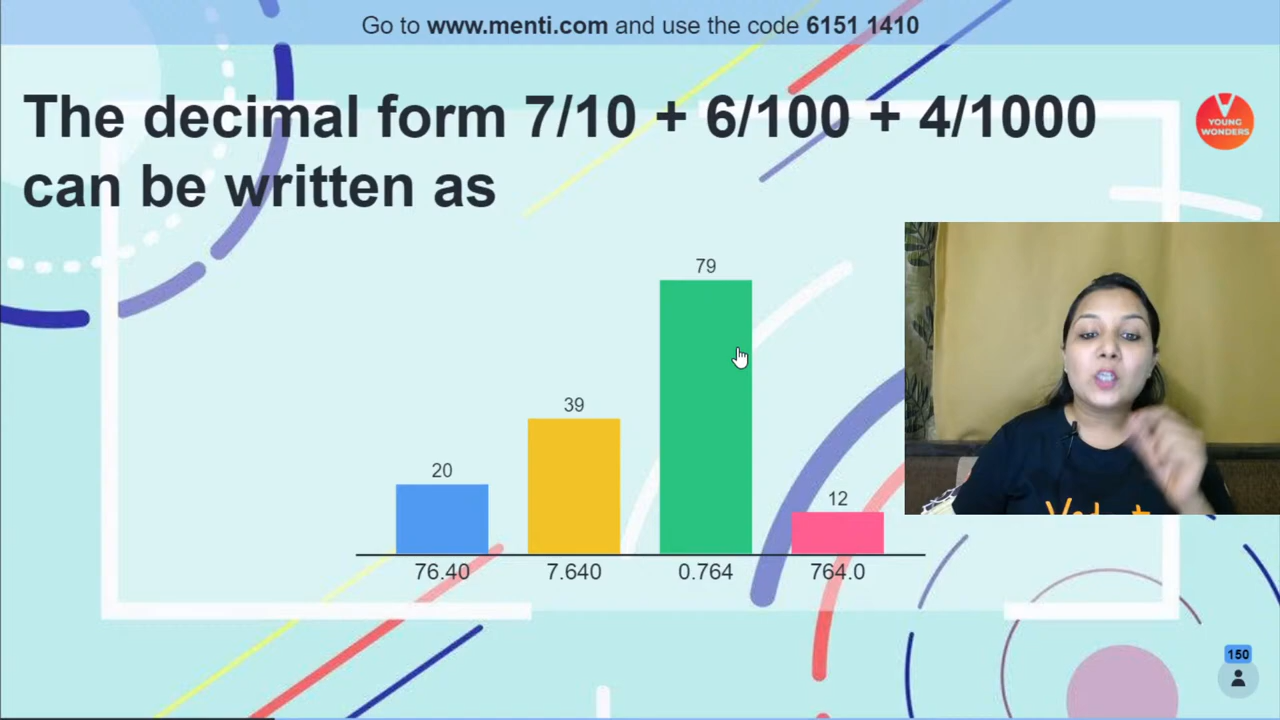 Go to www.menti.com and use the code 6151 1410
The decimal form 7/10 + 6/100 + 4/1000
can be written as
V
YOUNG
WONDERS
79
39
20
12
76.40
7.640
0.764
764.0
150